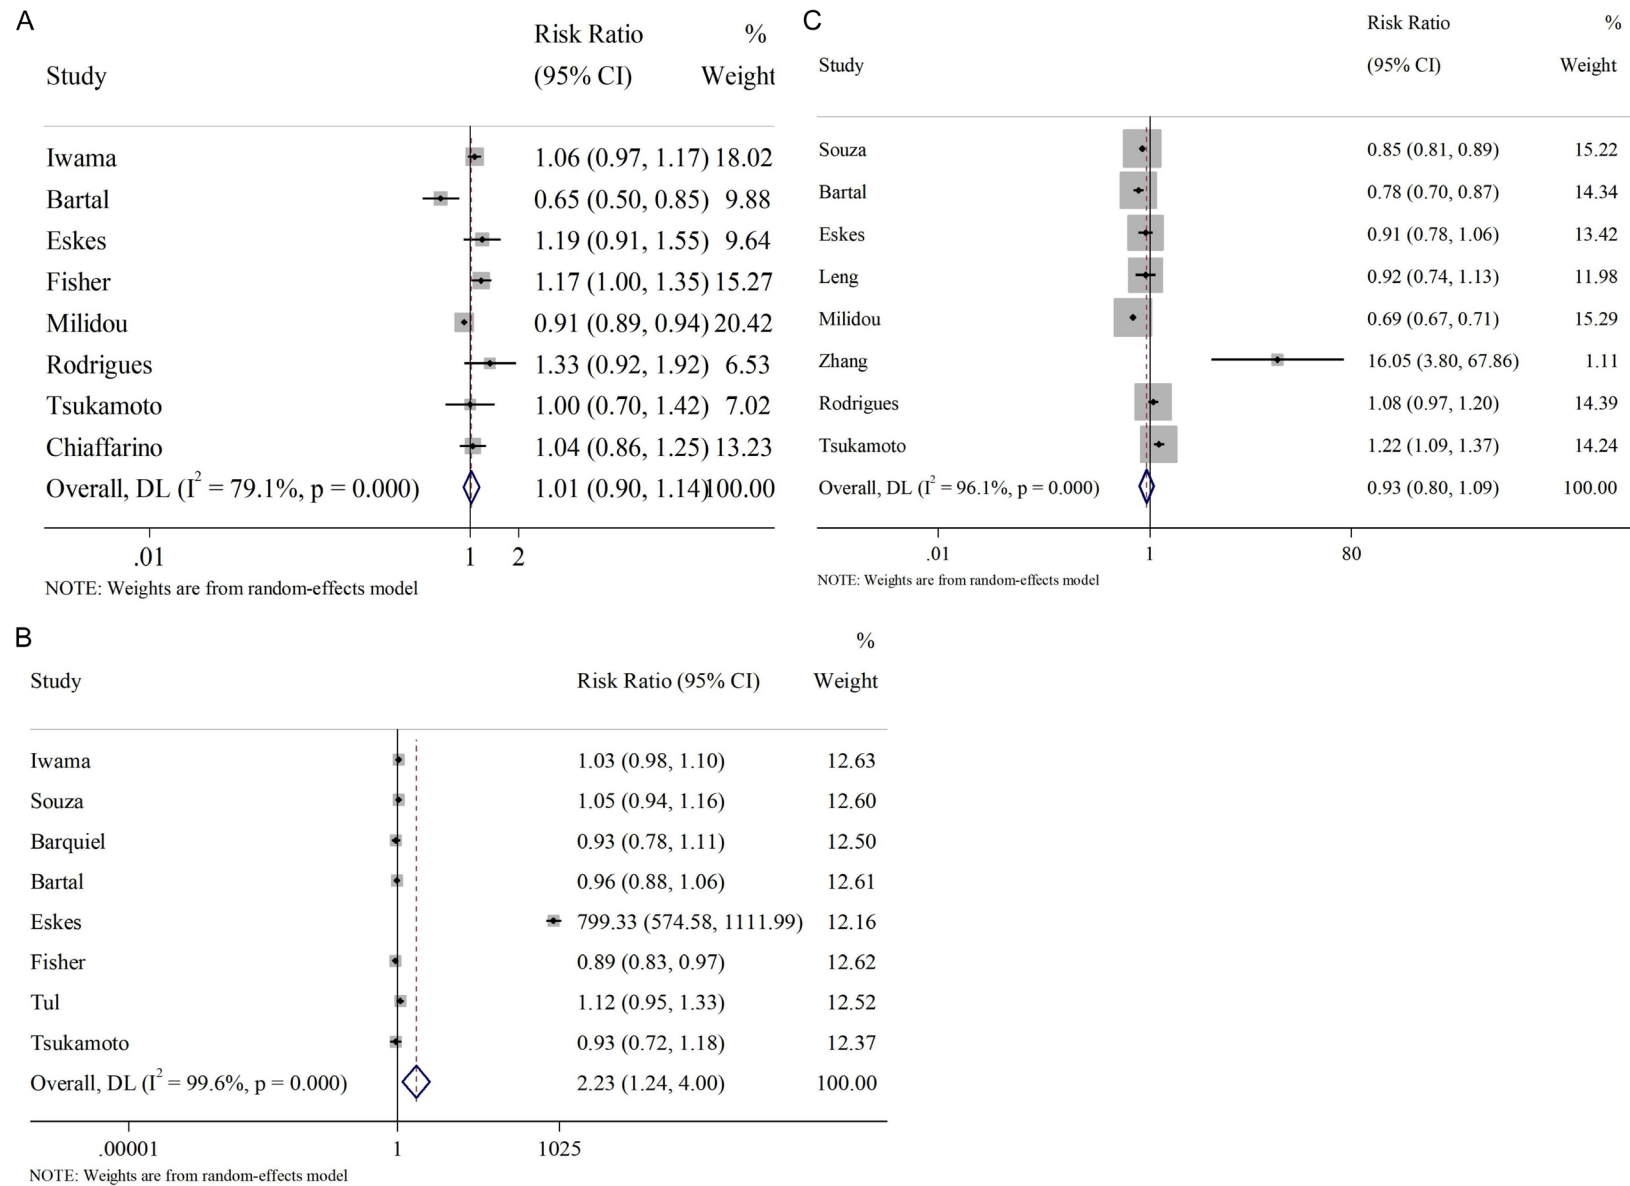 A
Risk Ratio %
Study (95% CI) Weight
Iwama 1.06 (0.97, 1.17) 18.02
Bartal 0.65 (0.50, 0.85) 9.88
Eskes 1.19 (0.91, 1.55) 9.64
Fisher 1.17 (1.00, 1.35) 15.27
Milidou 0.91 (0.89, 0.94) 20.42
Rodrigues 1.33 (0.92, 1.92) 6.53
Tsukamoto 1.00 (0.70, 1.42) 7.02
Chiaffarino 1.04 (0.86, 1.25) 13.23
Overall, DL (I² = 79.1%, p = 0.000) 1.01 (0.90, 1.14) 100.00
.01 1 2
NOTE: Weights are from random-effects model
C
Risk Ratio %
Study (95% CI) Weight
Souza 0.85 (0.81, 0.89) 15.22
Bartal 0.78 (0.70, 0.87) 14.34
Eskes 0.91 (0.78, 1.06) 13.42
Leng 0.92 (0.74, 1.13) 11.98
Milidou 0.69 (0.67, 0.71) 15.29
Zhang 16.05 (3.80, 67.86) 1.11
Rodrigues 1.08 (0.97, 1.20) 14.39
Tsukamoto 1.22 (1.09, 1.37) 14.24
Overall, DL (I² = 96.1%, p = 0.000) 0.93 (0.80, 1.09) 100.00
.01 1 80
NOTE: Weights are from random-effects model
B
%
Study Risk Ratio (95% CI) Weight
Iwama 1.03 (0.98, 1.10) 12.63
Souza 1.05 (0.94, 1.16) 12.60
Barquiel 0.93 (0.78, 1.11) 12.50
Bartal 0.96 (0.88, 1.06) 12.61
Eskes 799.33 (574.58, 1111.99) 12.16
Fisher 0.89 (0.83, 0.97) 12.62
Tul 1.12 (0.95, 1.33) 12.52
Tsukamoto 0.93 (0.72, 1.18) 12.37
Overall, DL (I² = 99.6%, p = 0.000) 2.23 (1.24, 4.00) 100.00
.00001 1 1025
NOTE: Weights are from random-effects model